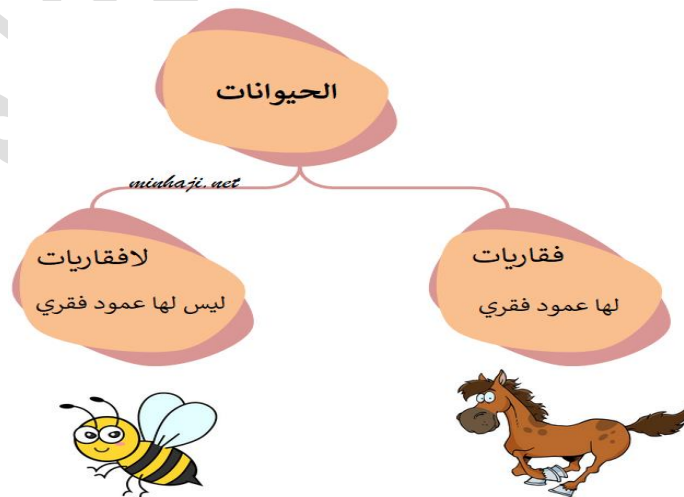 الحيوانات
minhaji.net
فقاريات
لها عمود فقري
لافقاريات
ليس لها عمود فقري